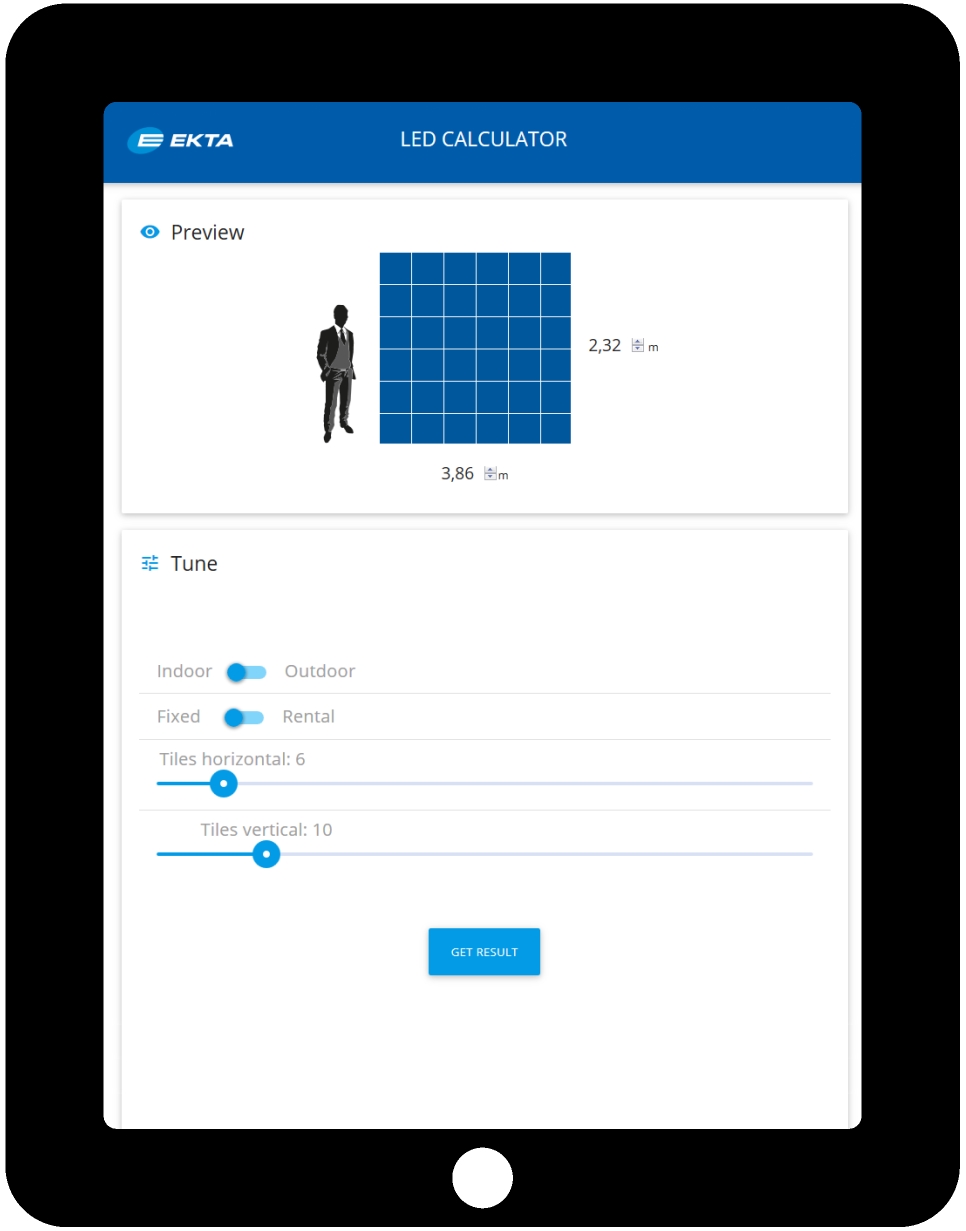 EKTA
LED CALCULATOR
Preview
2,32 m
3,86 m
Tune
Indoor Outdoor
Fixed Rental
Tiles horizontal: 6
Tiles vertical: 10
GET RESULT